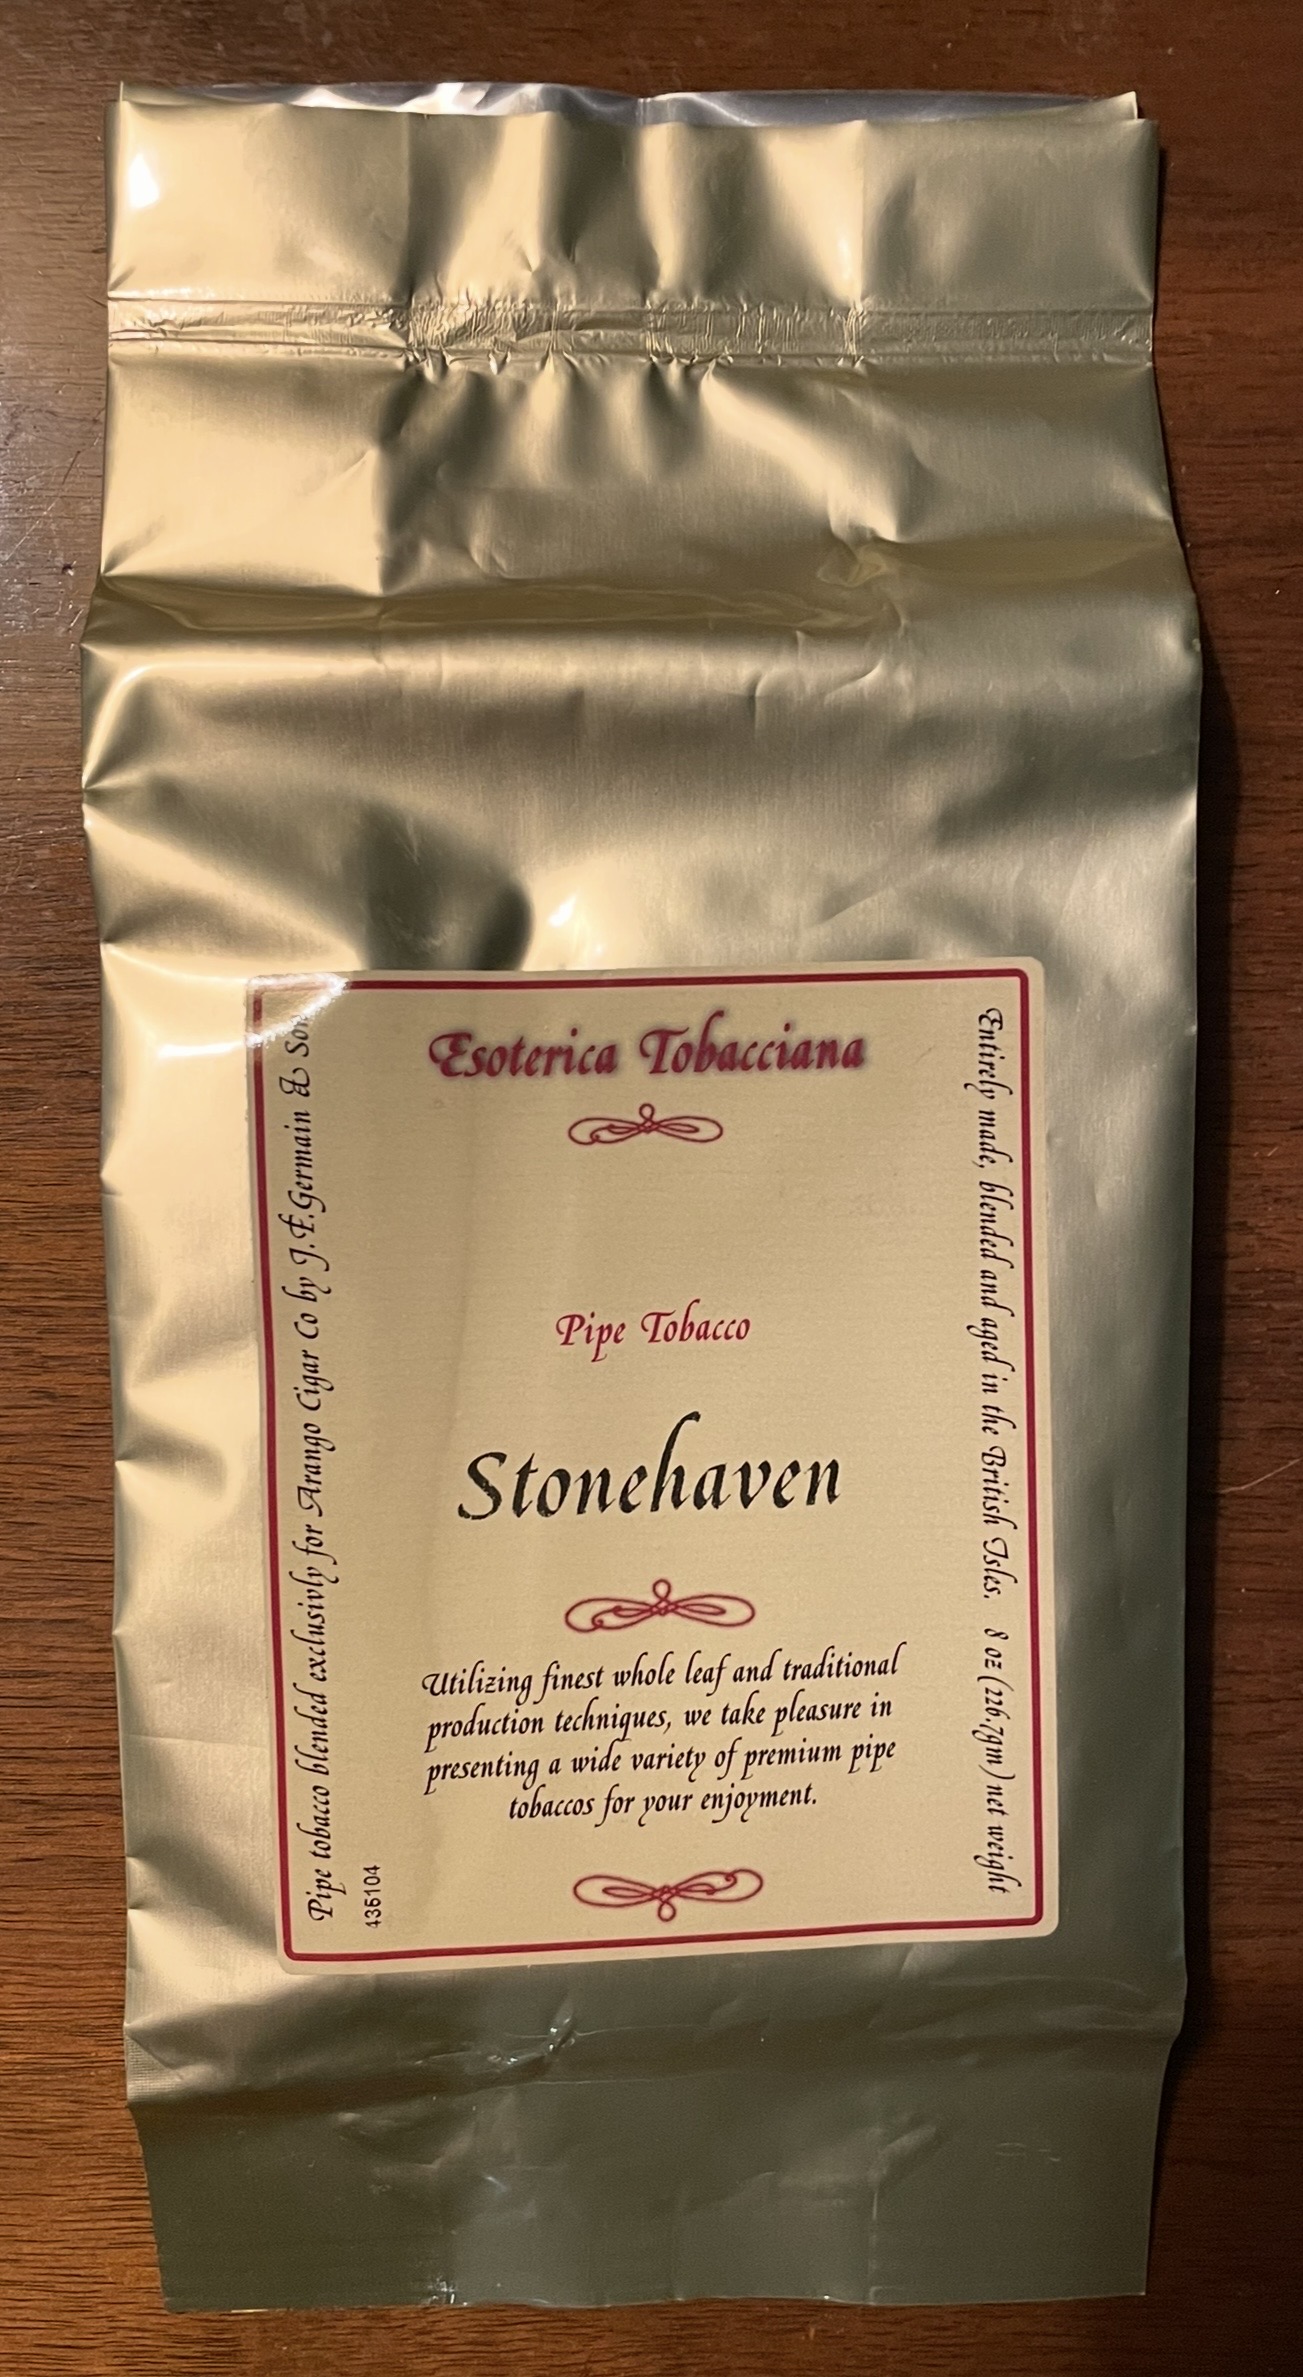 Esoterica Tobacciana
Pipe Tobacco
Stonehaven
Utilizing finest whole leaf and traditional
production techniques, we take pleasure in
presenting a wide variety of premium pipe
tobaccos for your enjoyment.
Pipe tobacco blended exclusivly for Arango Cigar Co by J.F.Germain & Son
435104
Entirely made, blended and aged in the British Isles. 8 oz (226.7gm) net weight